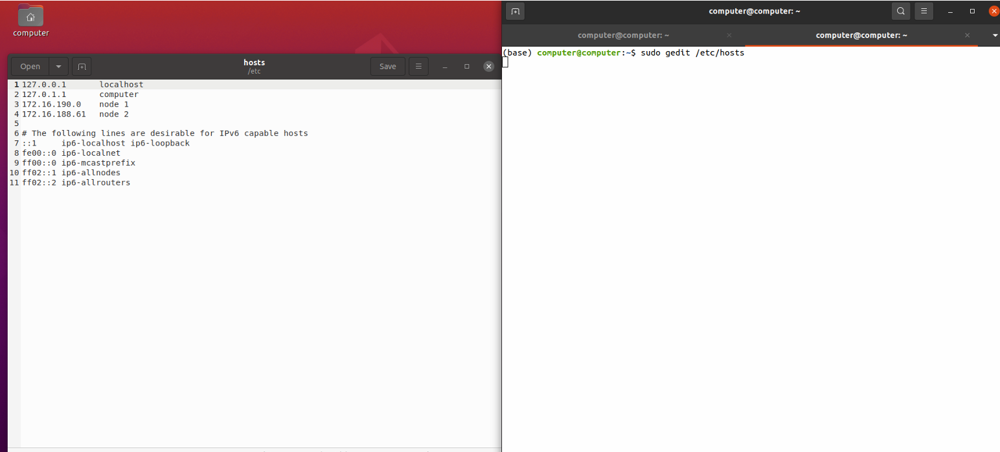 computer
Open
hosts
/etc
Save
1 127.0.0.1 localhost
2 127.0.1.1 computer
3 172.16.190.0 node 1
4 172.16.188.61 node 2
5
6 # The following lines are desirable for IPv6 capable hosts
7 ::1 ip6-localhost ip6-loopback
8 fe00::0 ip6-localnet
9 ff00::0 ip6-mcastprefix
10 ff02::1 ip6-allnodes
11 ff02::2 ip6-allrouters
computer@computer: ~
computer@computer: ~
computer@computer: ~
(base) computer@computer:~$ sudo gedit /etc/hosts